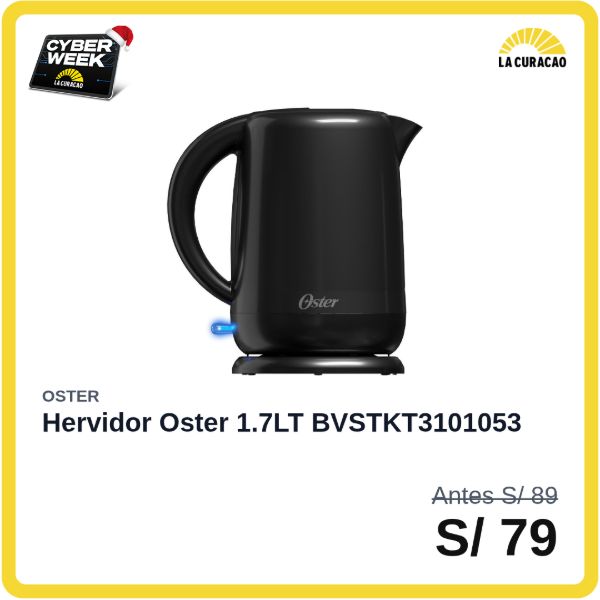 CYBER
WEEK
LA CURACAO
LA CURACAO
Oster
OSTER
Hervidor Oster 1.7LT BVSTKT3101053
Antes S/ 89
S/ 79